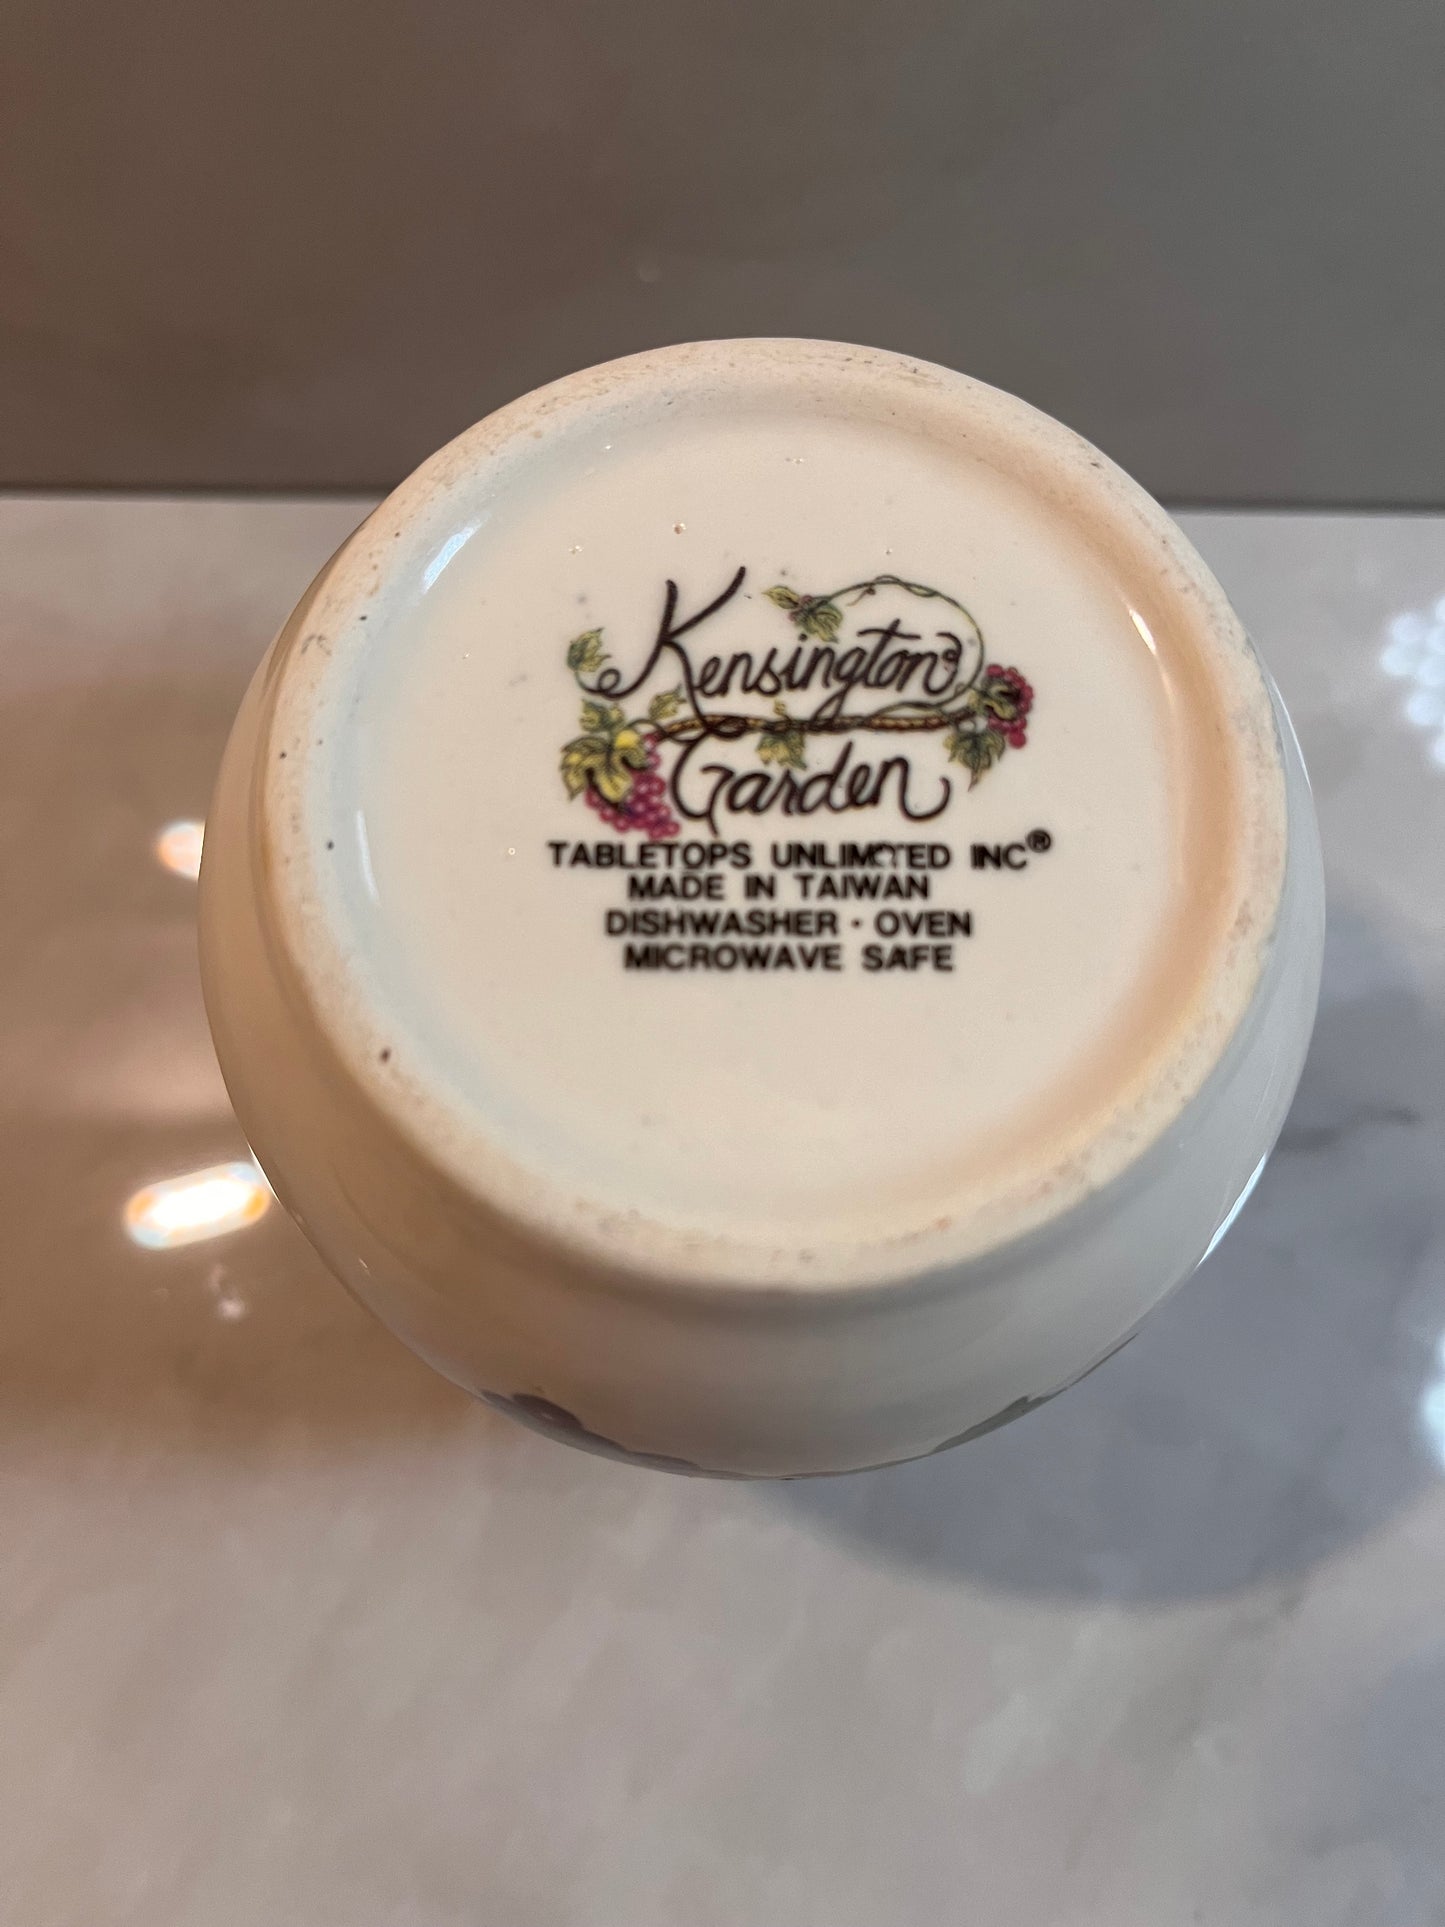 Kensington
Garden
TABLETOPS UNLIMITED INC®
MADE IN TAIWAN
DISHWASHER · OVEN
MICROWAVE SAFE